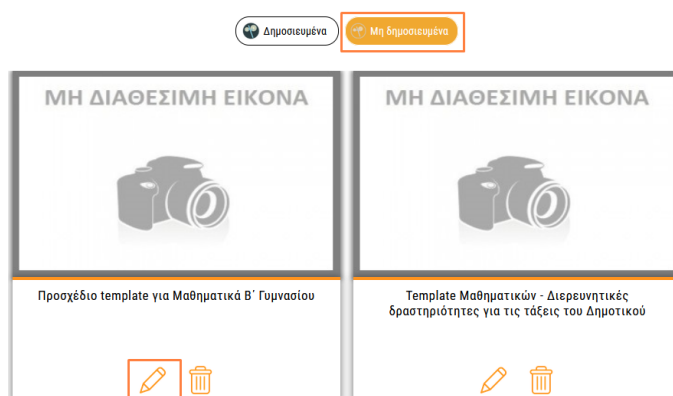 Δημοσιευμένα
Μη δημοσιευμένα
ΜΗ ΔΙΑΘΕΣΙΜΗ ΕΙΚΟΝΑ
ΜΗ ΔΙΑΘΕΣΙΜΗ ΕΙΚΟΝΑ
Προσχέδιο template για Μαθηματικά Β΄ Γυμνασίου
Template Μαθηματικών - Διερευνητικές
δραστηριότητες για τις τάξεις του Δημοτικού